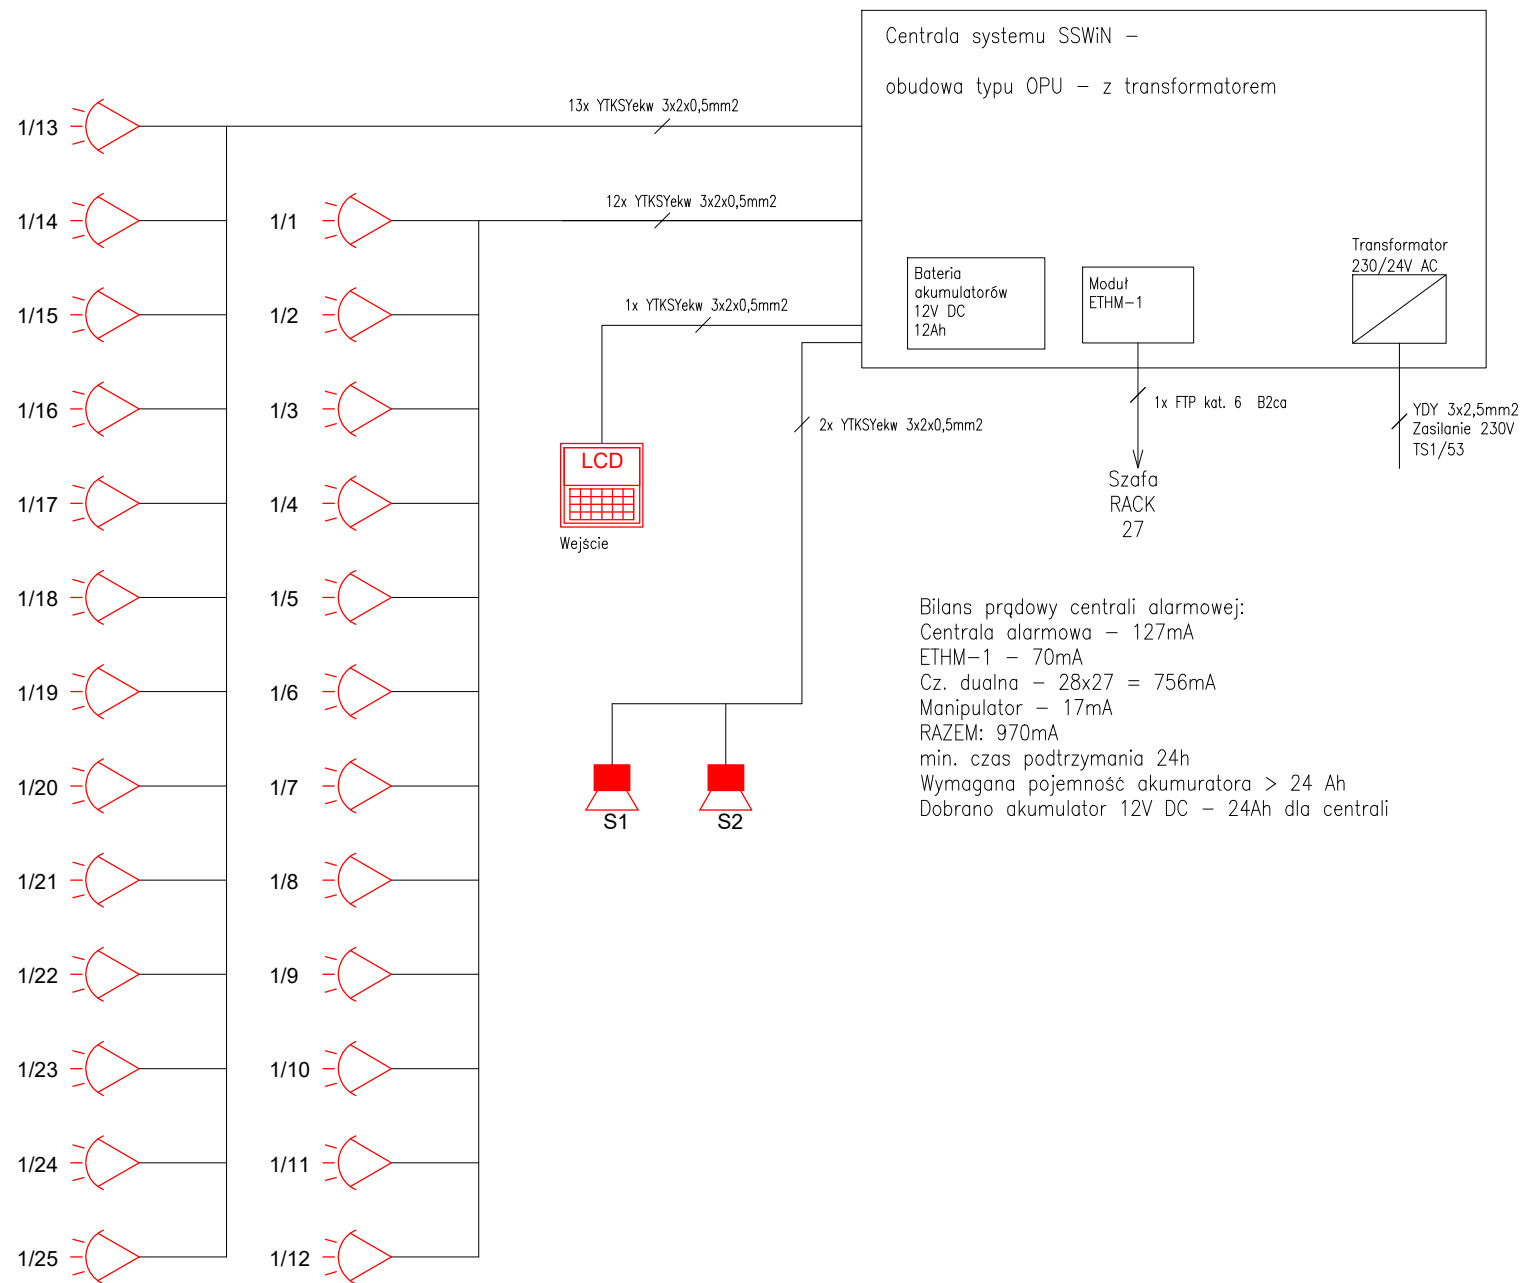 Centrala systemu SSWiN –
obudowa typu OPU – z transformatorem
13x YTKSYekw 3x2x0,5mm2
12x YTKSYekw 3x2x0,5mm2
1x YTKSYekw 3x2x0,5mm2
2x YTKSYekw 3x2x0,5mm2
Bateria
akumulatorów
12V DC
12Ah
Moduł
ETHM–1
Transformator
230/24V AC
1x FTP kat. 6 B2ca
YDY 3x2,5mm2
Zasilanie 230V
TS1/53
Szafa
RACK
27
LCD
Wejście
S1
S2
Bilans prądowy centrali alarmowej:
Centrala alarmowa – 127mA
ETHM–1 – 70mA
Cz. dualna – 28x27 = 756mA
Manipulator – 17mA
RAZEM: 970mA
min. czas podtrzymania 24h
Wymagana pojemność akumuratora > 24 Ah
Dobrano akumulator 12V DC – 24Ah dla centrali
1/13
1/14
1/15
1/16
1/17
1/18
1/19
1/20
1/21
1/22
1/23
1/24
1/25
1/1
1/2
1/3
1/4
1/5
1/6
1/7
1/8
1/9
1/10
1/11
1/12